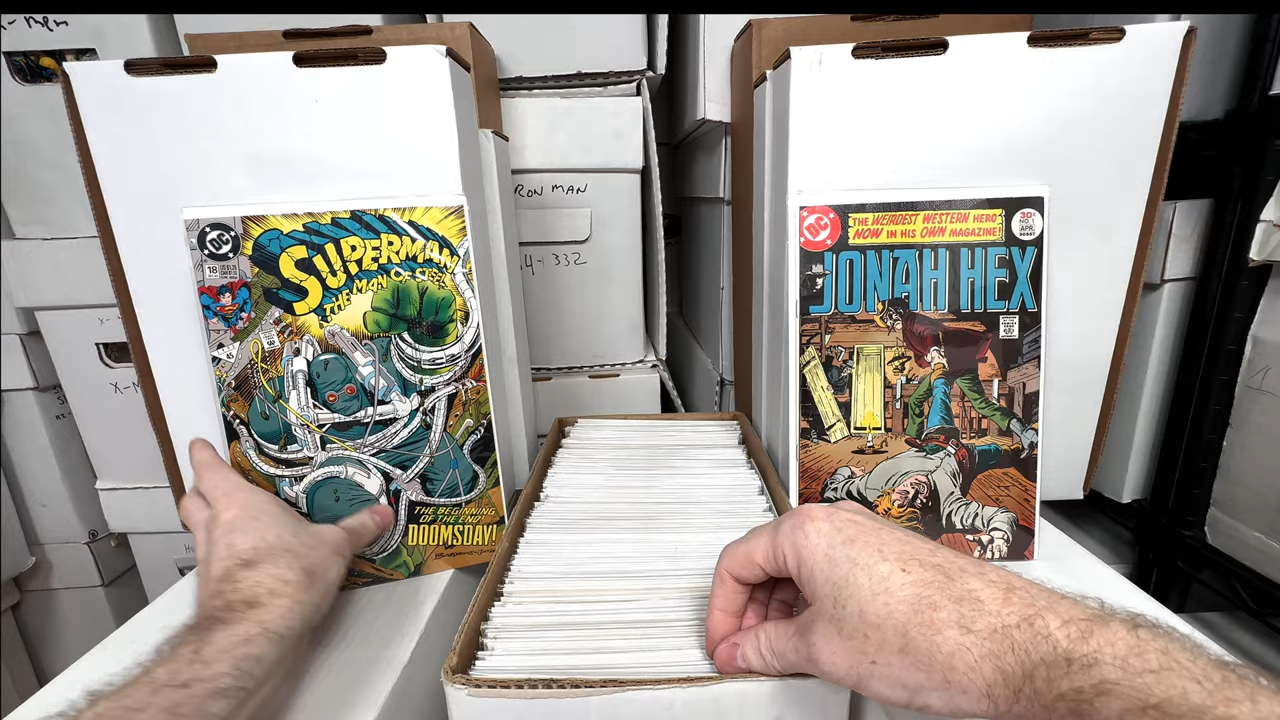 X-Men
RON MAN
4-332
X-M
DC
18
SUPERMAN
THE MAN OF STEEL
THE BEGINNING
OF THE END
DOOMSDAY!
DC
THE WEIRDEST WESTERN HERO
NOW IN HIS OWN MAGAZINE!
30¢
NO. 1
APR.
30557
JONAH HEX